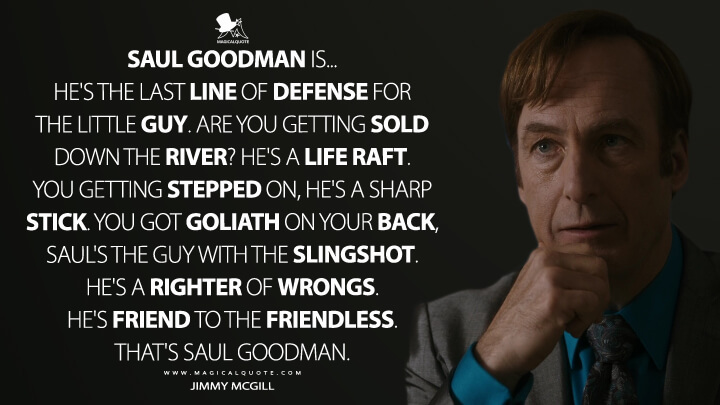 MAGICALQUOTE
SAUL GOODMAN IS...
HE'S THE LAST LINE OF DEFENSE FOR
THE LITTLE GUY. ARE YOU GETTING SOLD
DOWN THE RIVER? HE'S A LIFE RAFT.
YOU GETTING STEPPED ON, HE'S A SHARP
STICK. YOU GOT GOLIATH ON YOUR BACK,
SAUL'S THE GUY WITH THE SLINGSHOT.
HE'S A RIGHTER OF WRONGS.
HE'S FRIEND TO THE FRIENDLESS.
THAT'S SAUL GOODMAN.
WWW.MAGICALQUOTE.COM
JIMMY MCGILL